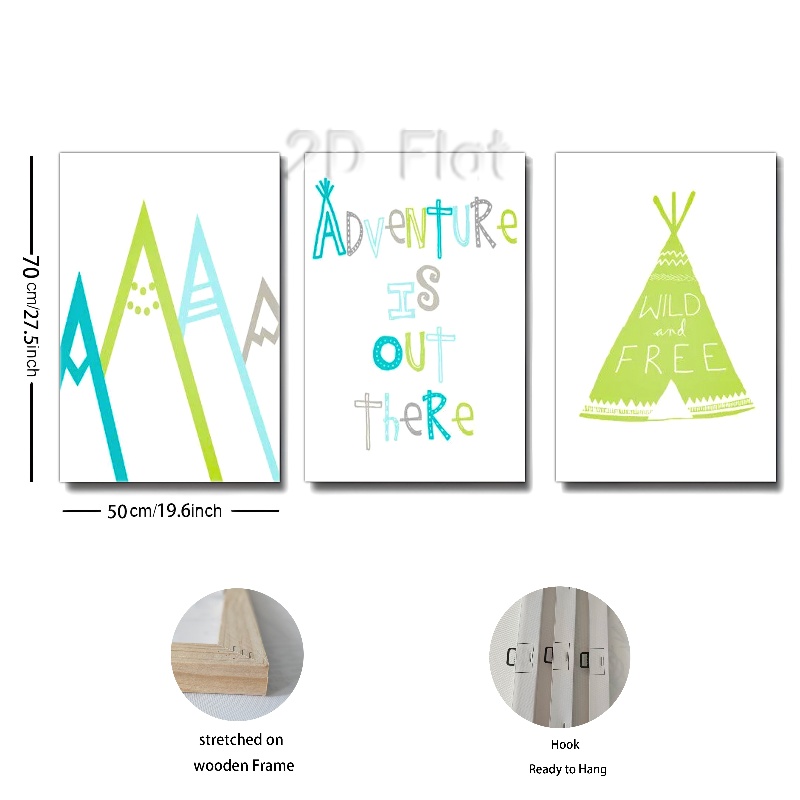 2D Flat
ADVENTURE
IS
OUT
THERE
WILD
and
FREE
70 cm/27.5inch
50 cm/19.6inch
stretched on
wooden Frame
Hook
Ready to Hang